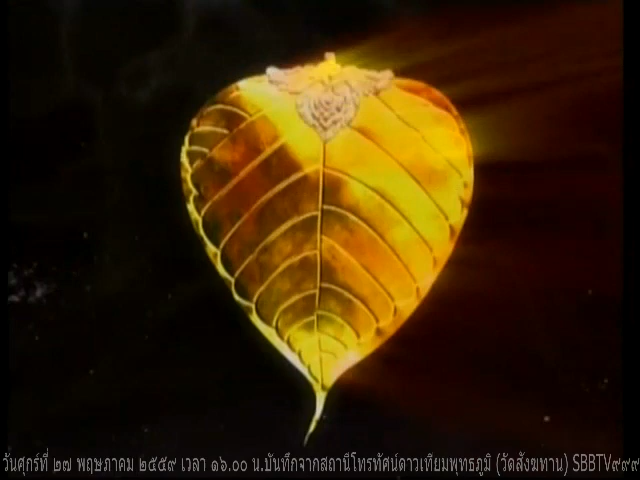 วันศุกร์ที่ ๒๗ พฤษภาคม ๒๕๕๙ เวลา ๑๖.๐๐ น.บันทึกจากสถานีโทรทัศน์ดาวเทียมพุทธภูมิ (วัดสังฆทาน) SBBTV๙๙๙